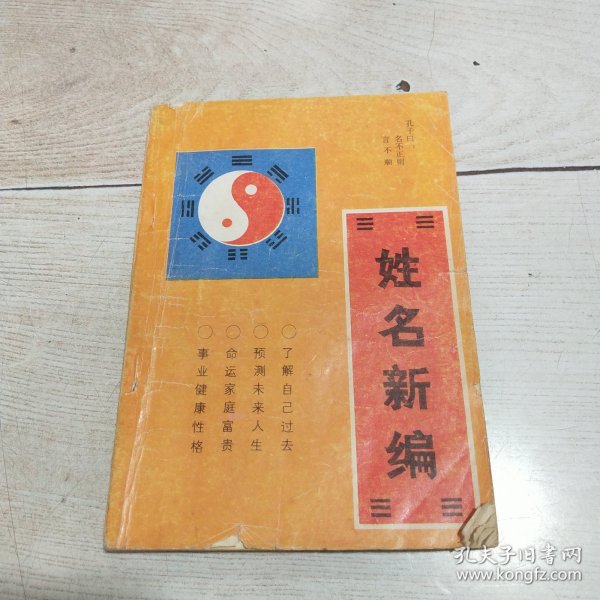 孔子曰：
名不正则
言不顺
姓名新编
○了解自己过去
○预测未来人生
○命运家庭富贵
○事业健康性格
孔夫子旧书网
www.kongfz.com